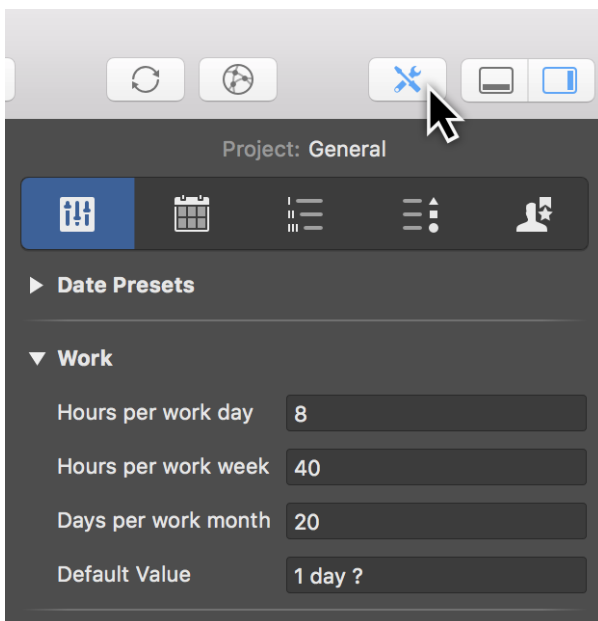 Project: General
Date Presets
Work
Hours per work day 8
Hours per work week 40
Days per work month 20
Default Value 1 day ?